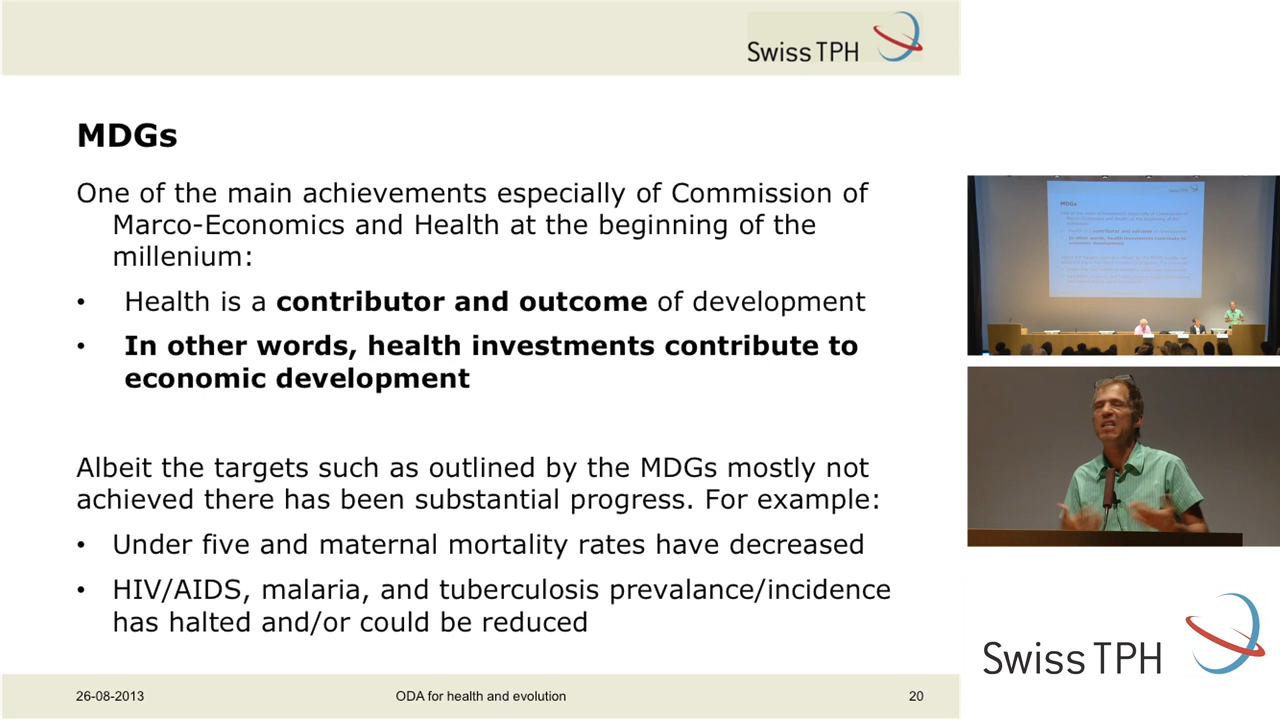 Swiss TPH
MDGs
One of the main achievements especially of Commission of
Marco-Economics and Health at the beginning of the
millenium:
• Health is a contributor and outcome of development
• In other words, health investments contribute to
economic development
Albeit the targets such as outlined by the MDGs mostly not
achieved there has been substantial progress. For example:
• Under five and maternal mortality rates have decreased
• HIV/AIDS, malaria, and tuberculosis prevalance/incidence
has halted and/or could be reduced
26-08-2013 ODA for health and evolution 20
Swiss TPH